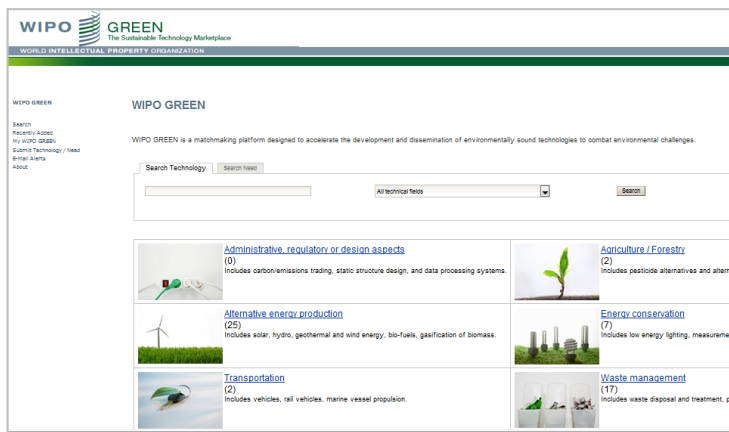 WIPO GREEN
The Sustainable Technology Marketplace
WORLD INTELLECTUAL PROPERTY ORGANIZATION
WIPO GREEN
Search
Recently Added
My WIPO GREEN
Submit Technology / Need
E-Mail Alerts
About
WIPO GREEN
WIPO GREEN is a matchmaking platform designed to accelerate the development and dissemination of environmentally sound technologies to combat environmental challenges.
Search Technology Search Need
All technical fields Search
Administrative, regulatory or design aspects
(0)
Includes carbon/emissions trading, static structure design, and data processing systems.
Agriculture / Forestry
(2)
Includes pesticide alternatives and altern
Alternative energy production
(25)
Includes solar, hydro, geothermal and wind energy, bio-fuels, gasification of biomass.
Energy conservation
(7)
Includes low energy lighting, measureme
Transportation
(2)
Includes vehicles, rail vehicles, marine vessel propulsion.
Waste management
(17)
Includes waste disposal and treatment, p